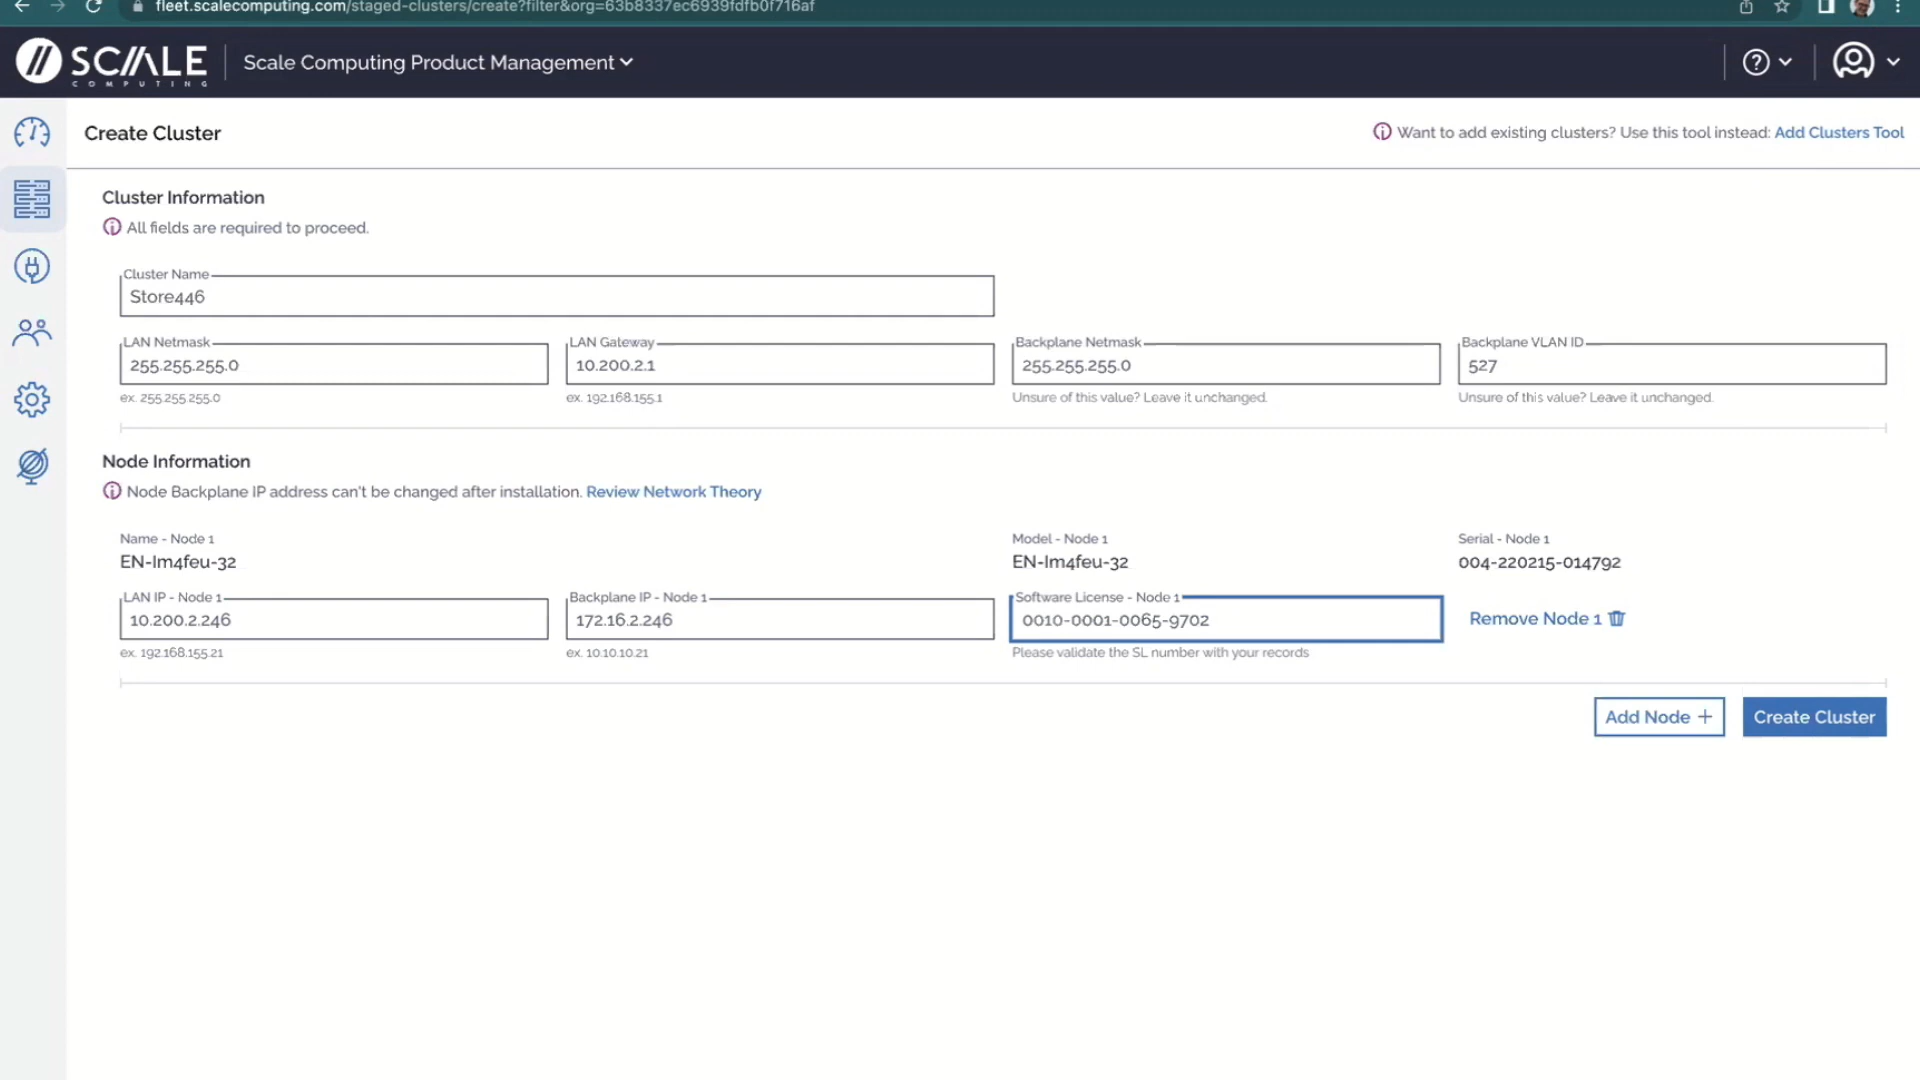 fleet.scalecomputing.com/staged-clusters/create?filter&org=63b8337ec6939fdfb0f716af
SCALE COMPUTING
Scale Computing Product Management
Create Cluster
Want to add existing clusters? Use this tool instead: Add Clusters Tool
Cluster Information
All fields are required to proceed.
Cluster Name
Store446
LAN Netmask LAN Gateway Backplane Netmask Backplane VLAN ID
255.255.255.0 10.200.2.1 255.255.255.0 527
ex. 255.255.255.0 ex. 192.168.155.1 Unsure of this value? Leave it unchanged. Unsure of this value? Leave it unchanged.
Node Information
Node Backplane IP address can't be changed after installation. Review Network Theory
Name - Node 1 Model - Node 1 Serial - Node 1
EN-Im4feu-32 EN-Im4feu-32 004-220215-014792
LAN IP - Node 1 Backplane IP - Node 1 Software License - Node 1
10.200.2.246 172.16.2.246 0010-0001-0065-9702 Remove Node 1
ex. 192.168.155.21 ex. 10.10.10.21 Please validate the SL number with your records
Add Node + Create Cluster